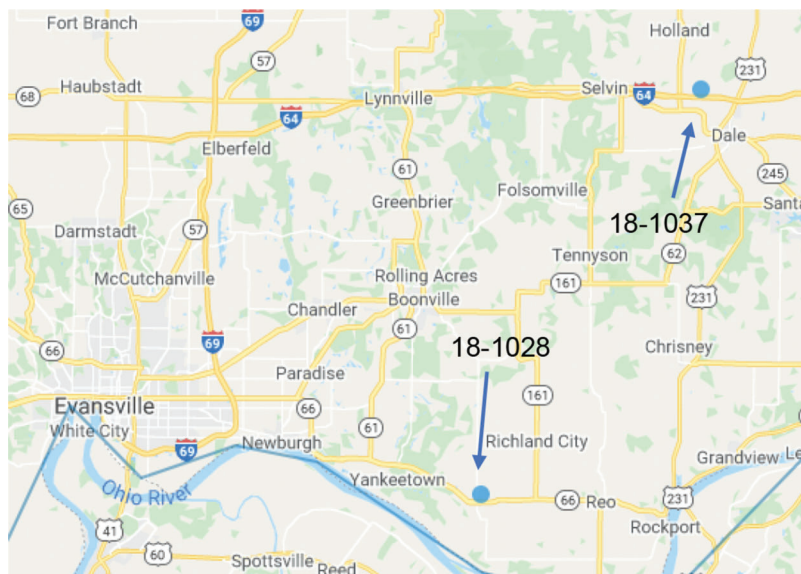 Fort Branch
69
57
Holland
231
68
Haubstadt
64
Lynnville
Selvin
64
Elberfeld
Dale
61
Greenbrier
Folsomville
245
65
Darmstadt
57
Santa
18-1037
McCutchanville
Rolling Acres
Tennyson
62
Chandler
Boonville
161
231
66
69
61
18-1028
Chrisney
Paradise
161
Evansville
66
White City
61
Richland City
69
Newburgh
Grandview
Le
Yankeetown
Ohio River
66
Reo
231
41
Rockport
60
Spottsville
Reed